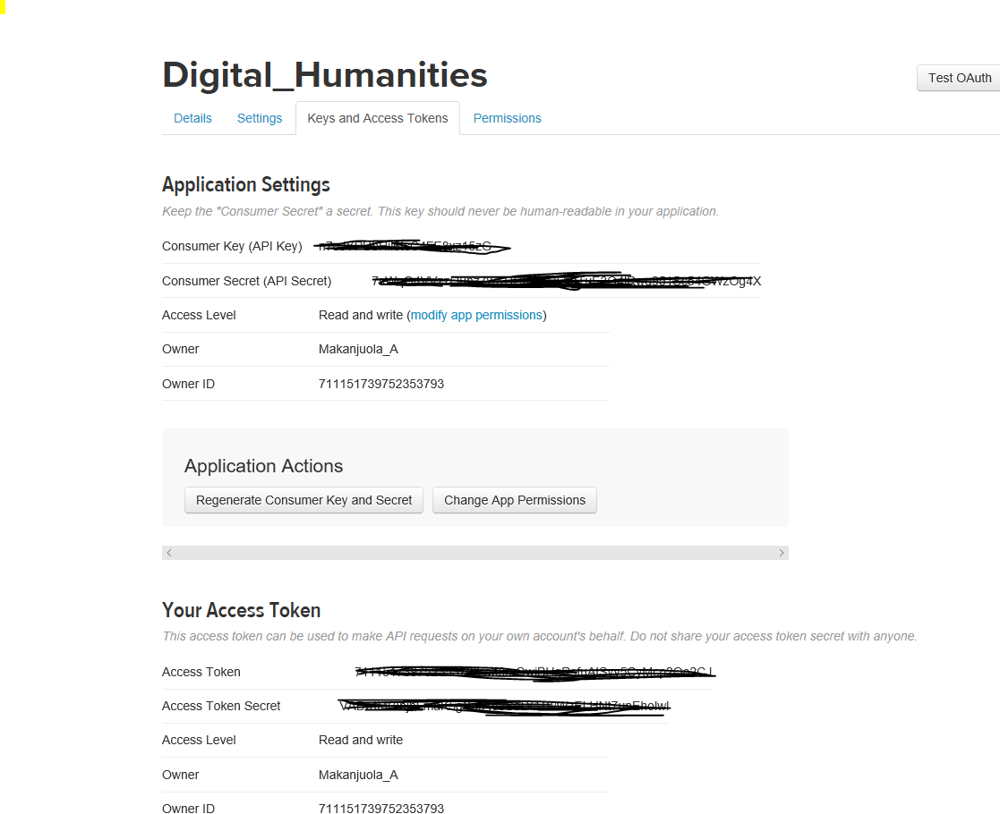 Digital_Humanities
Test OAuth
Details Settings Keys and Access Tokens Permissions
Application Settings
Keep the "Consumer Secret" a secret. This key should never be human-readable in your application.
Consumer Key (API Key)
Consumer Secret (API Secret)
Access Level Read and write (modify app permissions)
Owner Makanjuola_A
Owner ID 711151739752353793
Application Actions
Regenerate Consumer Key and Secret Change App Permissions
Your Access Token
This access token can be used to make API requests on your own account's behalf. Do not share your access token secret with anyone.
Access Token
Access Token Secret
Access Level Read and write
Owner Makanjuola_A
Owner ID 711151739752353793